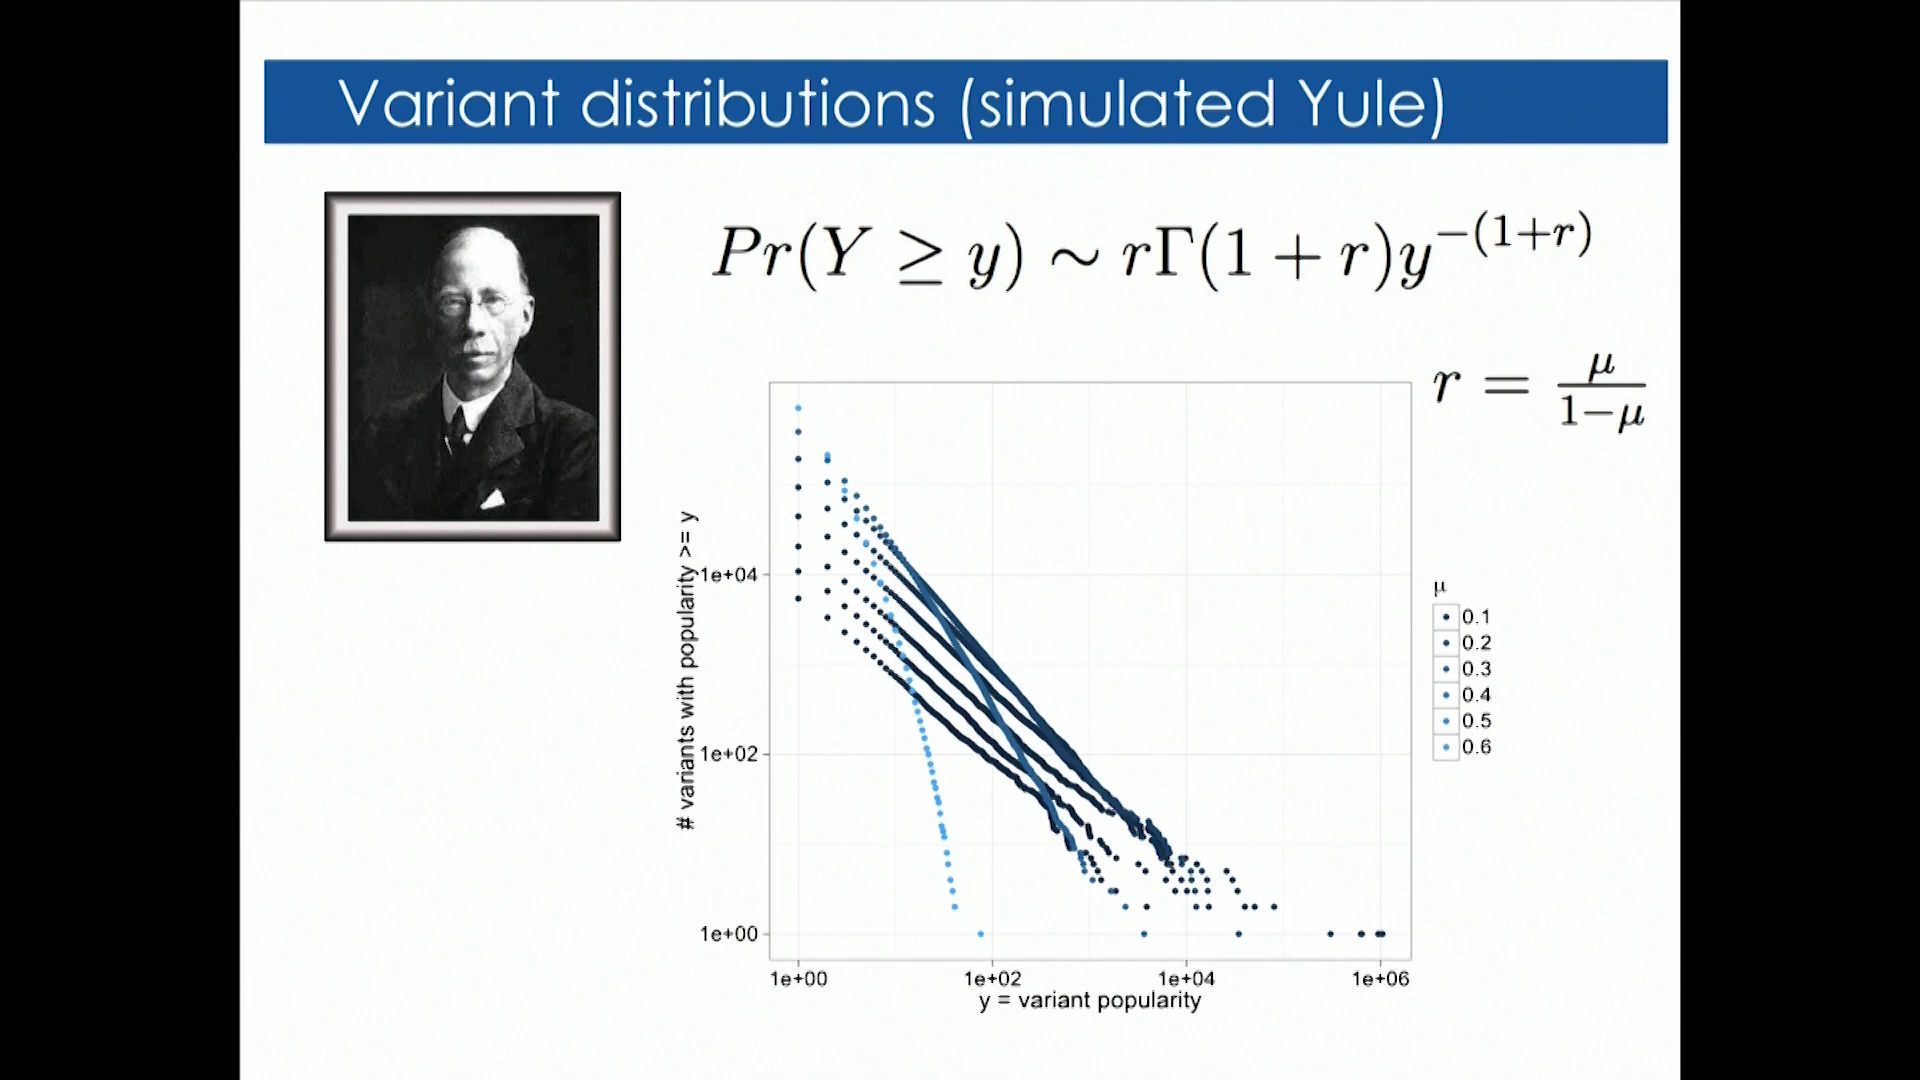 Variant distributions (simulated Yule)
Pr(Y ≥ y) ∼ rΓ(1 + r)y^−(1+r)
r = μ/(1−μ)
# variants with popularity >= y
1e+04
1e+02
1e+00
1e+00 1e+02 1e+04 1e+06
y = variant popularity
μ
0.1
0.2
0.3
0.4
0.5
0.6